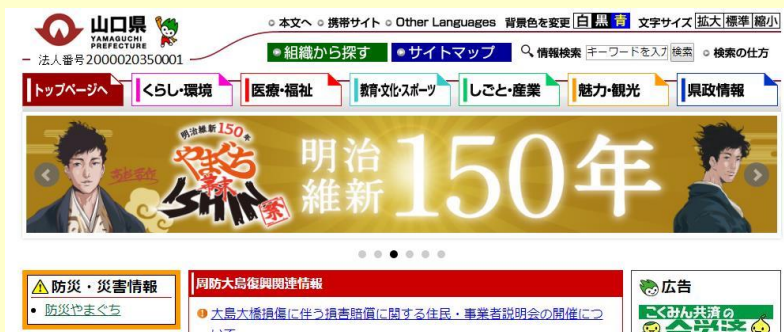 山口県
YAMAGUCHI
PREFECTURE
法人番号2000020350001
本文へ 携帯サイト Other Languages 背景色を変更 白 黒 青 文字サイズ 拡大 標準 縮小
組織から探す サイトマップ 情報検索 キーワードを入力 検索 検索の仕方
トップページへ くらし・環境 医療・福祉 教育・文化・スポーツ しごと・産業 魅力・観光 県政情報
明治維新150年
やまぐち
幕末
ISHIN
祭
明治
維新
150年
防災・災害情報
防災やまぐち
周防大島復興関連情報
大島大橋損傷に伴う損害賠償に関する住民・事業者説明会の開催につ
いて
広告
こくみん共済の